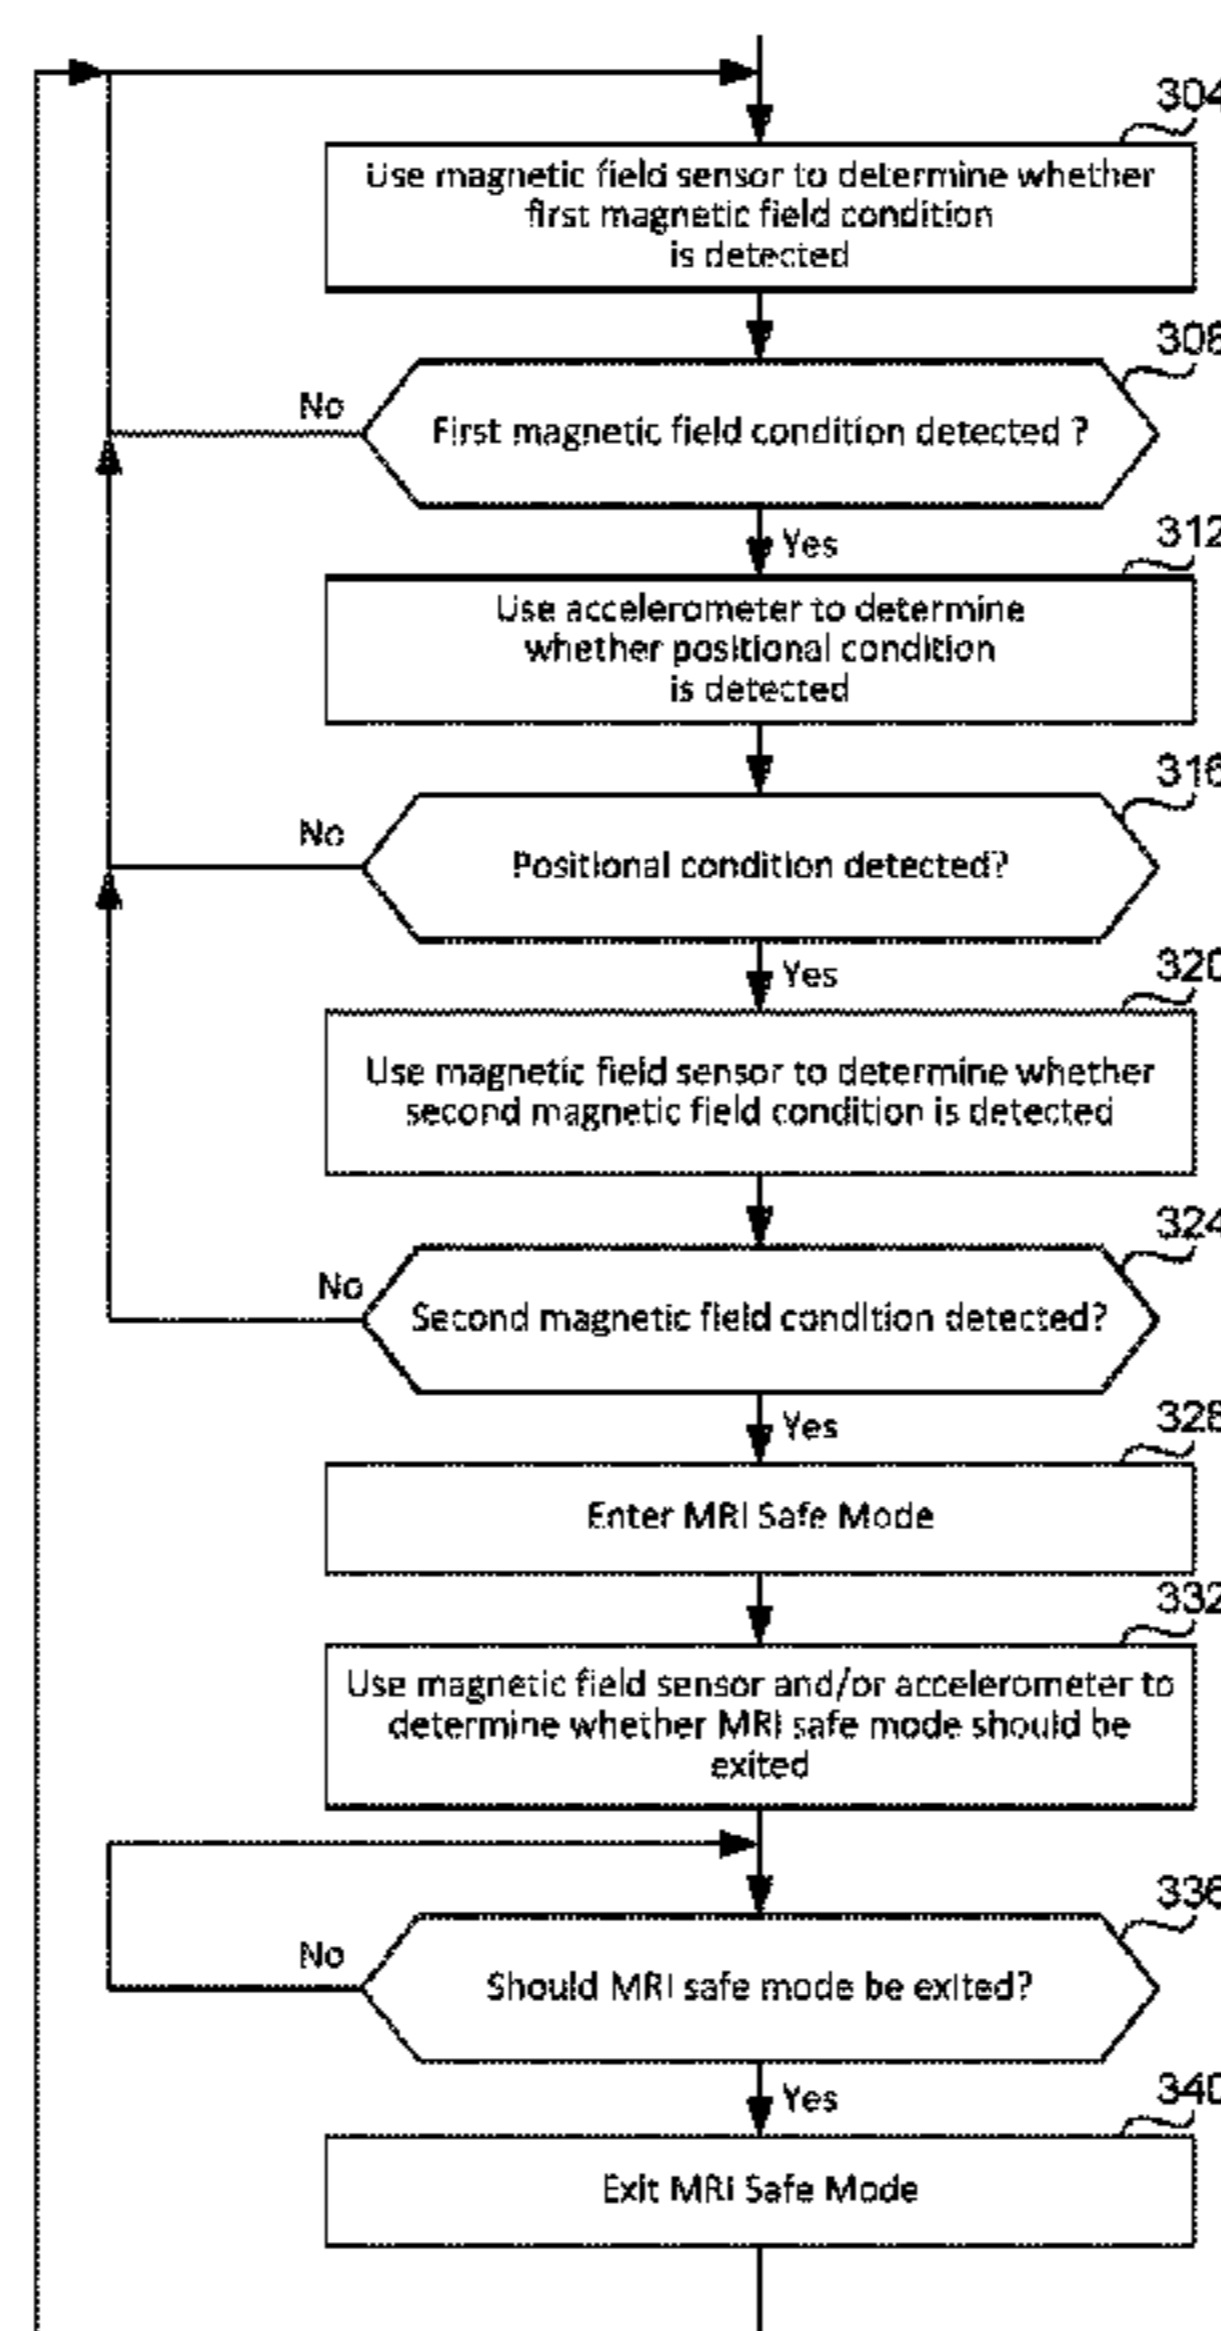 304
Use magnetic field sensor to determine whether
first magnetic field condition
is detected
308
No
First magnetic field condition detected ?
Yes
312
Use accelerometer to determine
whether positional condition
is detected
316
No
Positional condition detected?
Yes
320
Use magnetic field sensor to determine whether
second magnetic field condition is detected
324
No
Second magnetic field condition detected?
Yes
328
Enter MRI Safe Mode
332
Use magnetic field sensor and/or accelerometer to
determine whether MRI safe mode should be
exited
336
No
Should MRI safe mode be exited?
Yes
340
Exit MRI Safe Mode